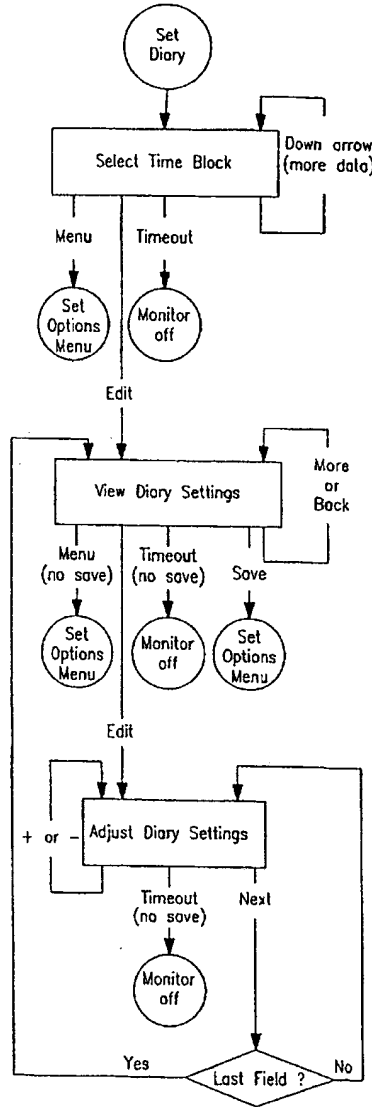 Set
Diary
Select Time Block
Down arrow
(more data)
Menu
Timeout
Set
Options
Menu
Monitor
off
Edit
View Diary Settings
More
or
Back
Menu
(no save)
Timeout
(no save)
Save
Set
Options
Menu
Monitor
off
Set
Options
Menu
Edit
+ or -
Adjust Diary Settings
Timeout
(no save)
Next
Monitor
off
Yes
Last Field ?
No